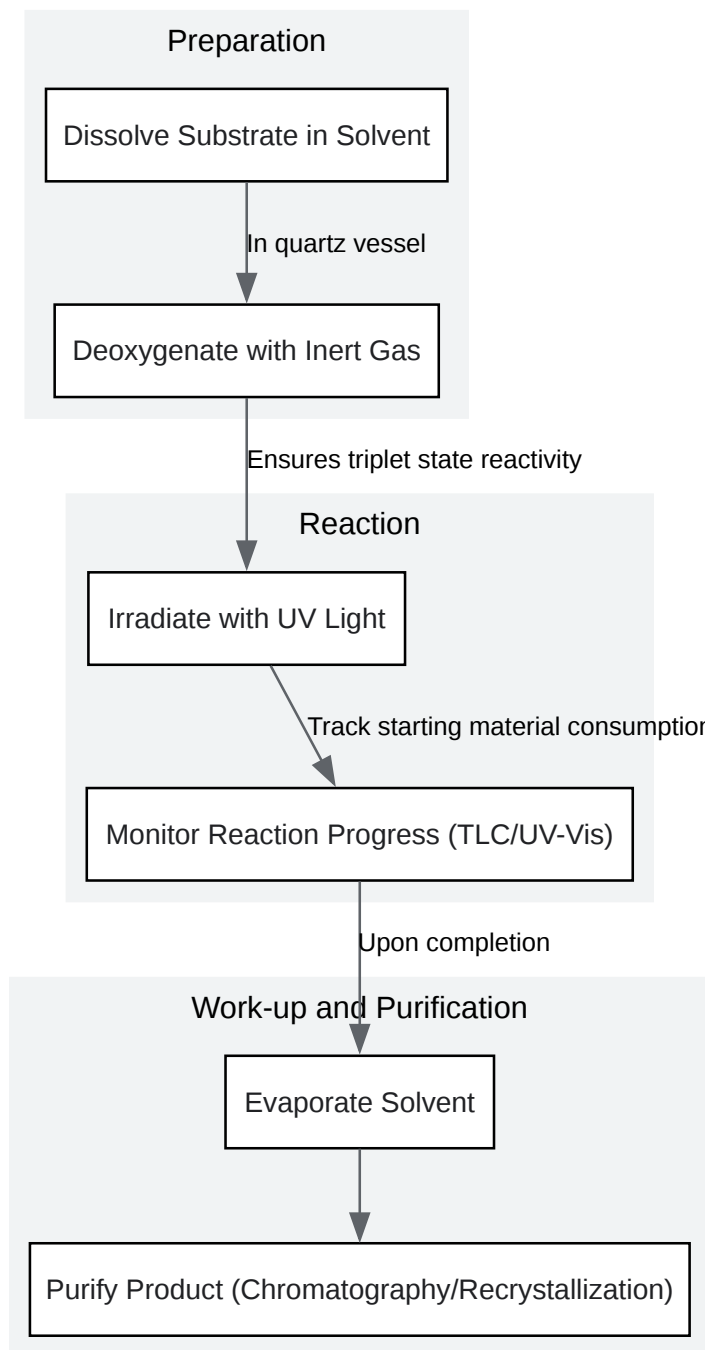 Preparation
Dissolve Substrate in Solvent
In quartz vessel
Deoxygenate with Inert Gas
Ensures triplet state reactivity
Reaction
Irradiate with UV Light
Track starting material consumption
Monitor Reaction Progress (TLC/UV-Vis)
Upon completion
Work-up and Purification
Evaporate Solvent
Purify Product (Chromatography/Recrystallization)